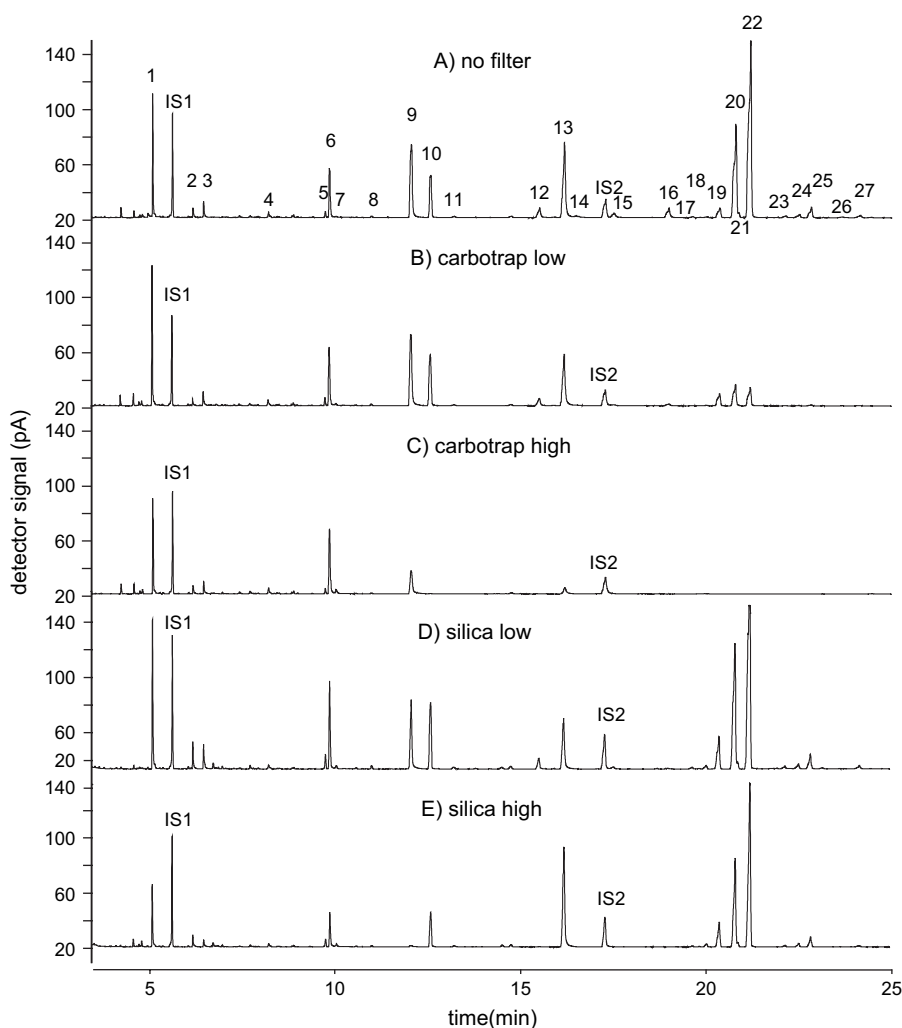 22
140
A) no filter
1
IS1
100
9
20
6
13
10
60
18
2 3
5
12
IS2
16
25
4
7
8
11
14
15
17
19
24
27
23
26
20
21
140
B) carbotrap low
IS1
100
60
IS2
20
140
C) carbotrap high
IS1
100
60
IS2
20
140
IS1
D) silica low
100
IS2
60
20
140
E) silica high
IS1
100
60
IS2
20
detector signal (pA)
5 10 15 20 25
time(min)